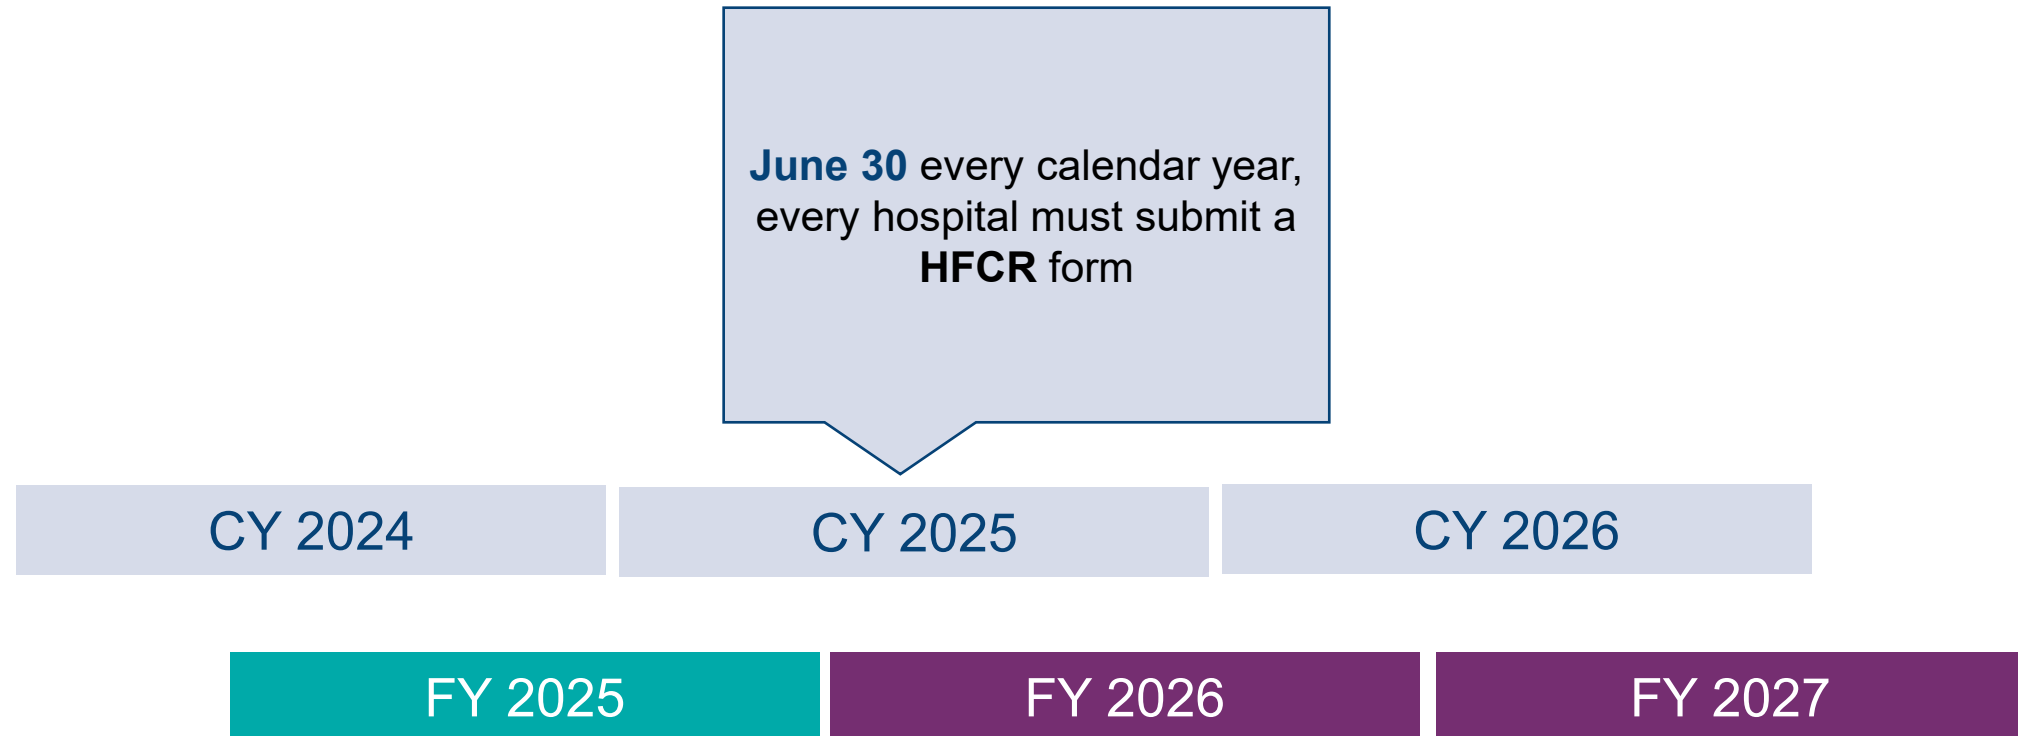 June 30 every calendar year,
every hospital must submit a
HFCR form
CY 2024
CY 2025
CY 2026
FY 2025
FY 2026
FY 2027